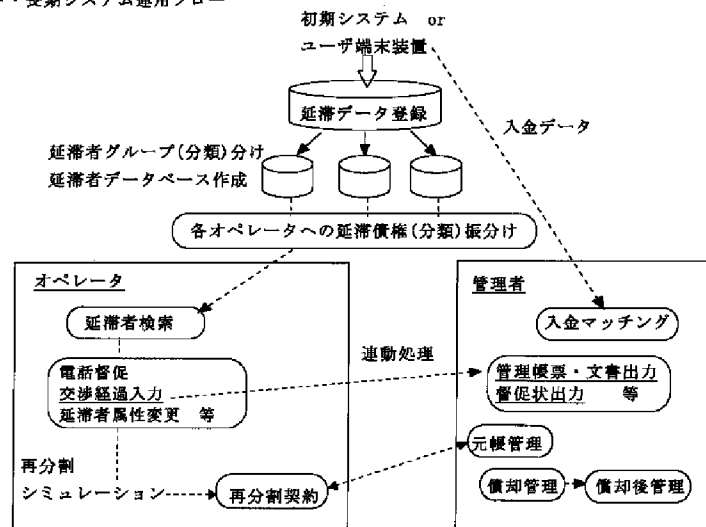 ・長期システム運用フロー
初期システム or
ユーザ端末装置
延滞データ登録
入金データ
延滞者グループ(分類)分け
延滞者データベース作成
各オペレータへの延滞債権(分類)振分け
オペレータ
延滞者検索
電話督促
交渉経過入力
延滞者属性変更 等
再分割
シミュレーション
再分割契約
連動処理
管理者
入金マッチング
管理帳票・文書出力
督促状出力 等
元帳管理
償却管理
償却後管理